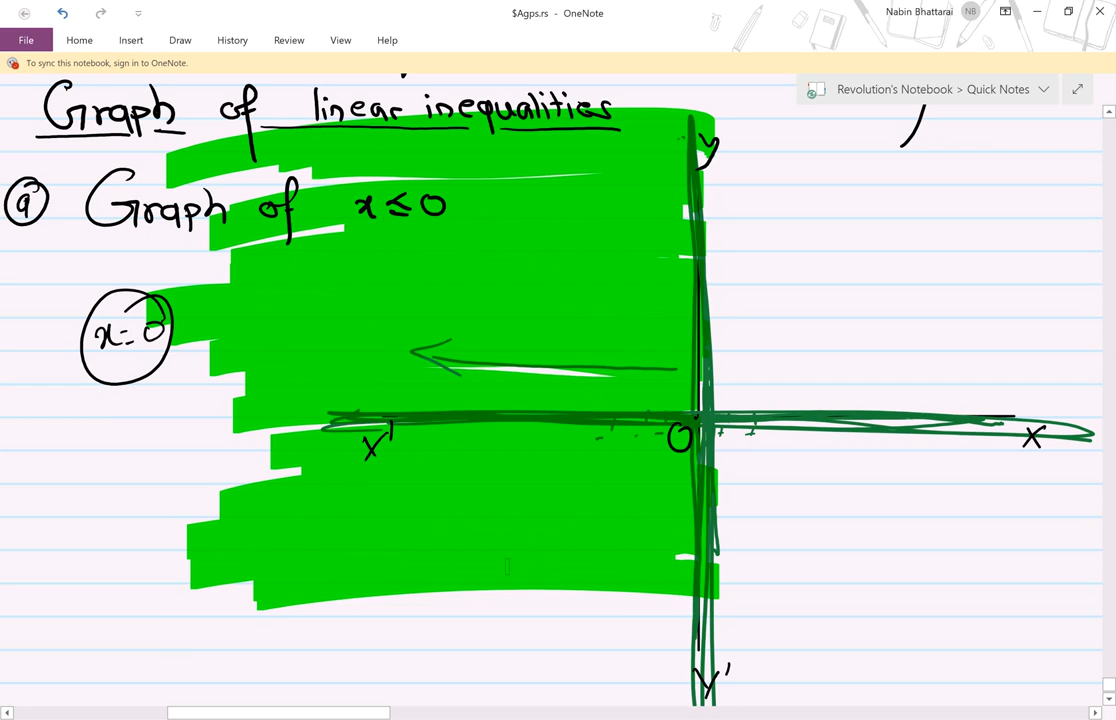 $Agps.rs - OneNote
Nabin Bhattarai NB
File Home Insert Draw History Review View Help
To sync this notebook, sign in to OneNote.
Revolution's Notebook > Quick Notes
Graph of linear inequalities
a Graph of x ≤ 0
y
x = 0
X' O X
Y'